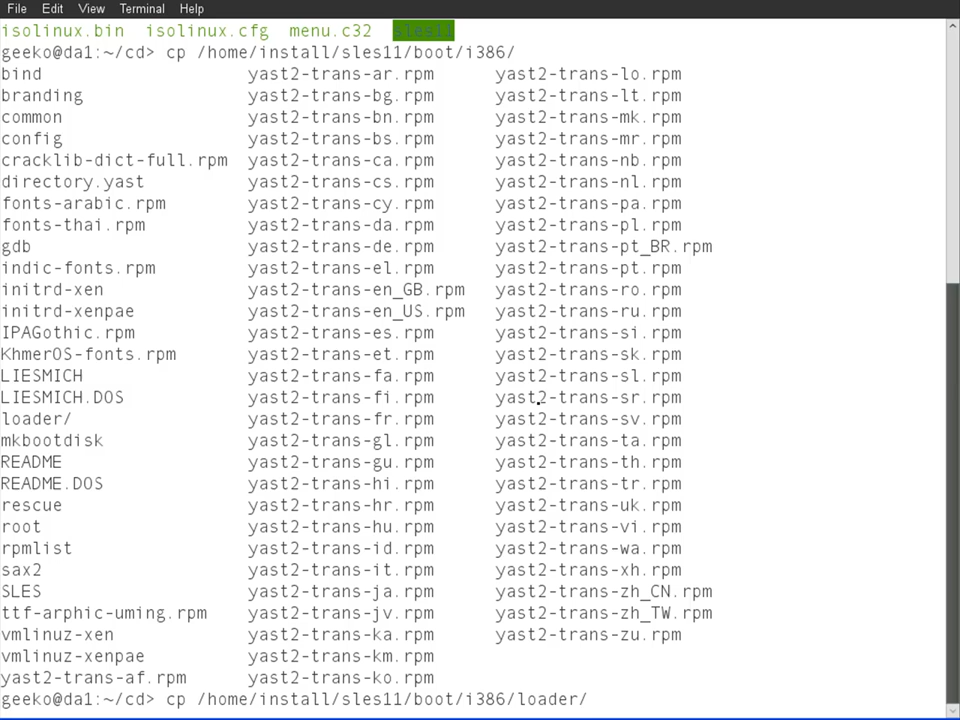 File Edit View Terminal Help
isolinux.bin isolinux.cfg menu.c32 sles11
geeko@da1:~/cd> cp /home/install/sles11/boot/i386/
bind yast2-trans-ar.rpm yast2-trans-lo.rpm
branding yast2-trans-bg.rpm yast2-trans-lt.rpm
common yast2-trans-bn.rpm yast2-trans-mk.rpm
config yast2-trans-bs.rpm yast2-trans-mr.rpm
cracklib-dict-full.rpm yast2-trans-ca.rpm yast2-trans-nb.rpm
directory.yast yast2-trans-cs.rpm yast2-trans-nl.rpm
fonts-arabic.rpm yast2-trans-cy.rpm yast2-trans-pa.rpm
fonts-thai.rpm yast2-trans-da.rpm yast2-trans-pl.rpm
gdb yast2-trans-de.rpm yast2-trans-pt_BR.rpm
indic-fonts.rpm yast2-trans-el.rpm yast2-trans-pt.rpm
initrd-xen yast2-trans-en_GB.rpm yast2-trans-ro.rpm
initrd-xenpae yast2-trans-en_US.rpm yast2-trans-ru.rpm
IPAGothic.rpm yast2-trans-es.rpm yast2-trans-si.rpm
KhmerOS-fonts.rpm yast2-trans-et.rpm yast2-trans-sk.rpm
LIESMICH yast2-trans-fa.rpm yast2-trans-sl.rpm
LIESMICH.DOS yast2-trans-fi.rpm yast2-trans-sr.rpm
loader/ yast2-trans-fr.rpm yast2-trans-sv.rpm
mkbootdisk yast2-trans-gl.rpm yast2-trans-ta.rpm
README yast2-trans-gu.rpm yast2-trans-th.rpm
README.DOS yast2-trans-hi.rpm yast2-trans-tr.rpm
rescue yast2-trans-hr.rpm yast2-trans-uk.rpm
root yast2-trans-hu.rpm yast2-trans-vi.rpm
rpmlist yast2-trans-id.rpm yast2-trans-wa.rpm
sax2 yast2-trans-it.rpm yast2-trans-xh.rpm
SLES yast2-trans-ja.rpm yast2-trans-zh_CN.rpm
ttf-arphic-uming.rpm yast2-trans-jv.rpm yast2-trans-zh_TW.rpm
vmlinuz-xen yast2-trans-ka.rpm yast2-trans-zu.rpm
vmlinuz-xenpae yast2-trans-km.rpm
yast2-trans-af.rpm yast2-trans-ko.rpm
geeko@da1:~/cd> cp /home/install/sles11/boot/i386/loader/